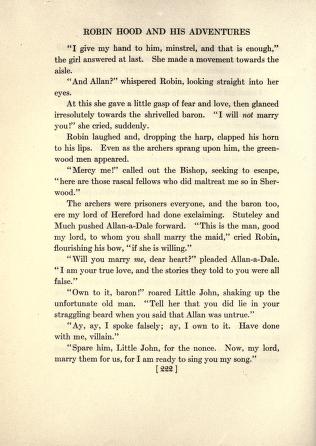 ROBIN HOOD AND HIS ADVENTURES
"I give my hand to him, minstrel, and that is enough,"
the girl answered at last. She made a movement towards the
aisle.
"And Allan?" whispered Robin, looking straight into her
eyes.
At this she gave a little gasp of fear and love, then glanced
irresolutely towards the shrivelled baron. "I will not marry
you!" she cried, suddenly.
Robin laughed and, dropping the harp, clapped his horn
to his lips. Even as the archers sprang upon him, the green-
wood men appeared.
"Mercy me!" called out the Bishop, seeking to escape,
"here are those rascal fellows who did maltreat me so in Sher-
wood."
The archers were prisoners everyone, and the baron too,
ere my lord of Hereford had done exclaiming. Stuteley and
Much pushed Allan-a-Dale forward. "This is the man, good
my lord, to whom you shall marry the maid," cried Robin,
flourishing his bow, "if she is willing."
"Will you marry me, dear heart?" pleaded Allan-a-Dale.
"I am your true love, and the stories they told to you were all
false."
"Own to it, baron!" roared Little John, shaking up the
unfortunate old man. "Tell her that you did lie in your
straggling beard when you said that Allan was untrue."
"Ay, ay, I spoke falsely; ay, I own to it. Have done
with me, villain."
"Spare him, Little John, for the nonce. Now, my lord,
marry them for us, for I am ready to sing you my song."
[ 222 ]